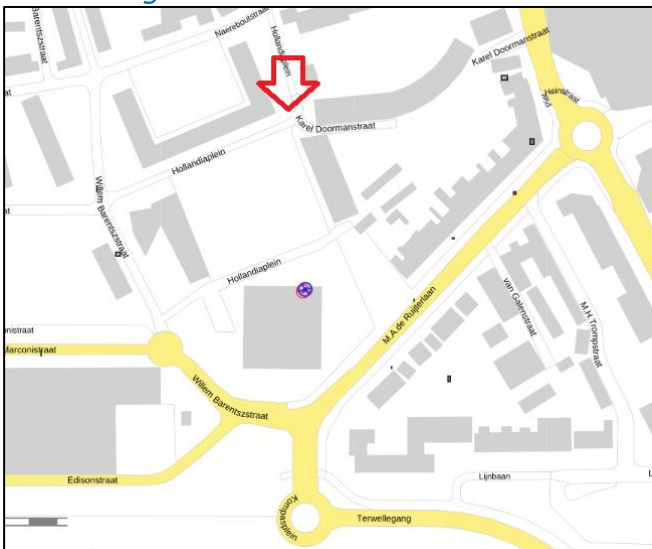 Barentszstraat
Naereboutstraat
Hollandiaplein
Karel Doormanstraat
Heinstraat
Piet
Karel Doormanstraat
Hollandiaplein
Willem Barentszstraat
Hollandiaplein
M.A.de Ruijterlaan
van Galenstraat
M.H.Trompstraat
Marconistraat
Willem Barentszstraat
Edisonstraat
Lijnbaan
Kompasplein
Terwellegang